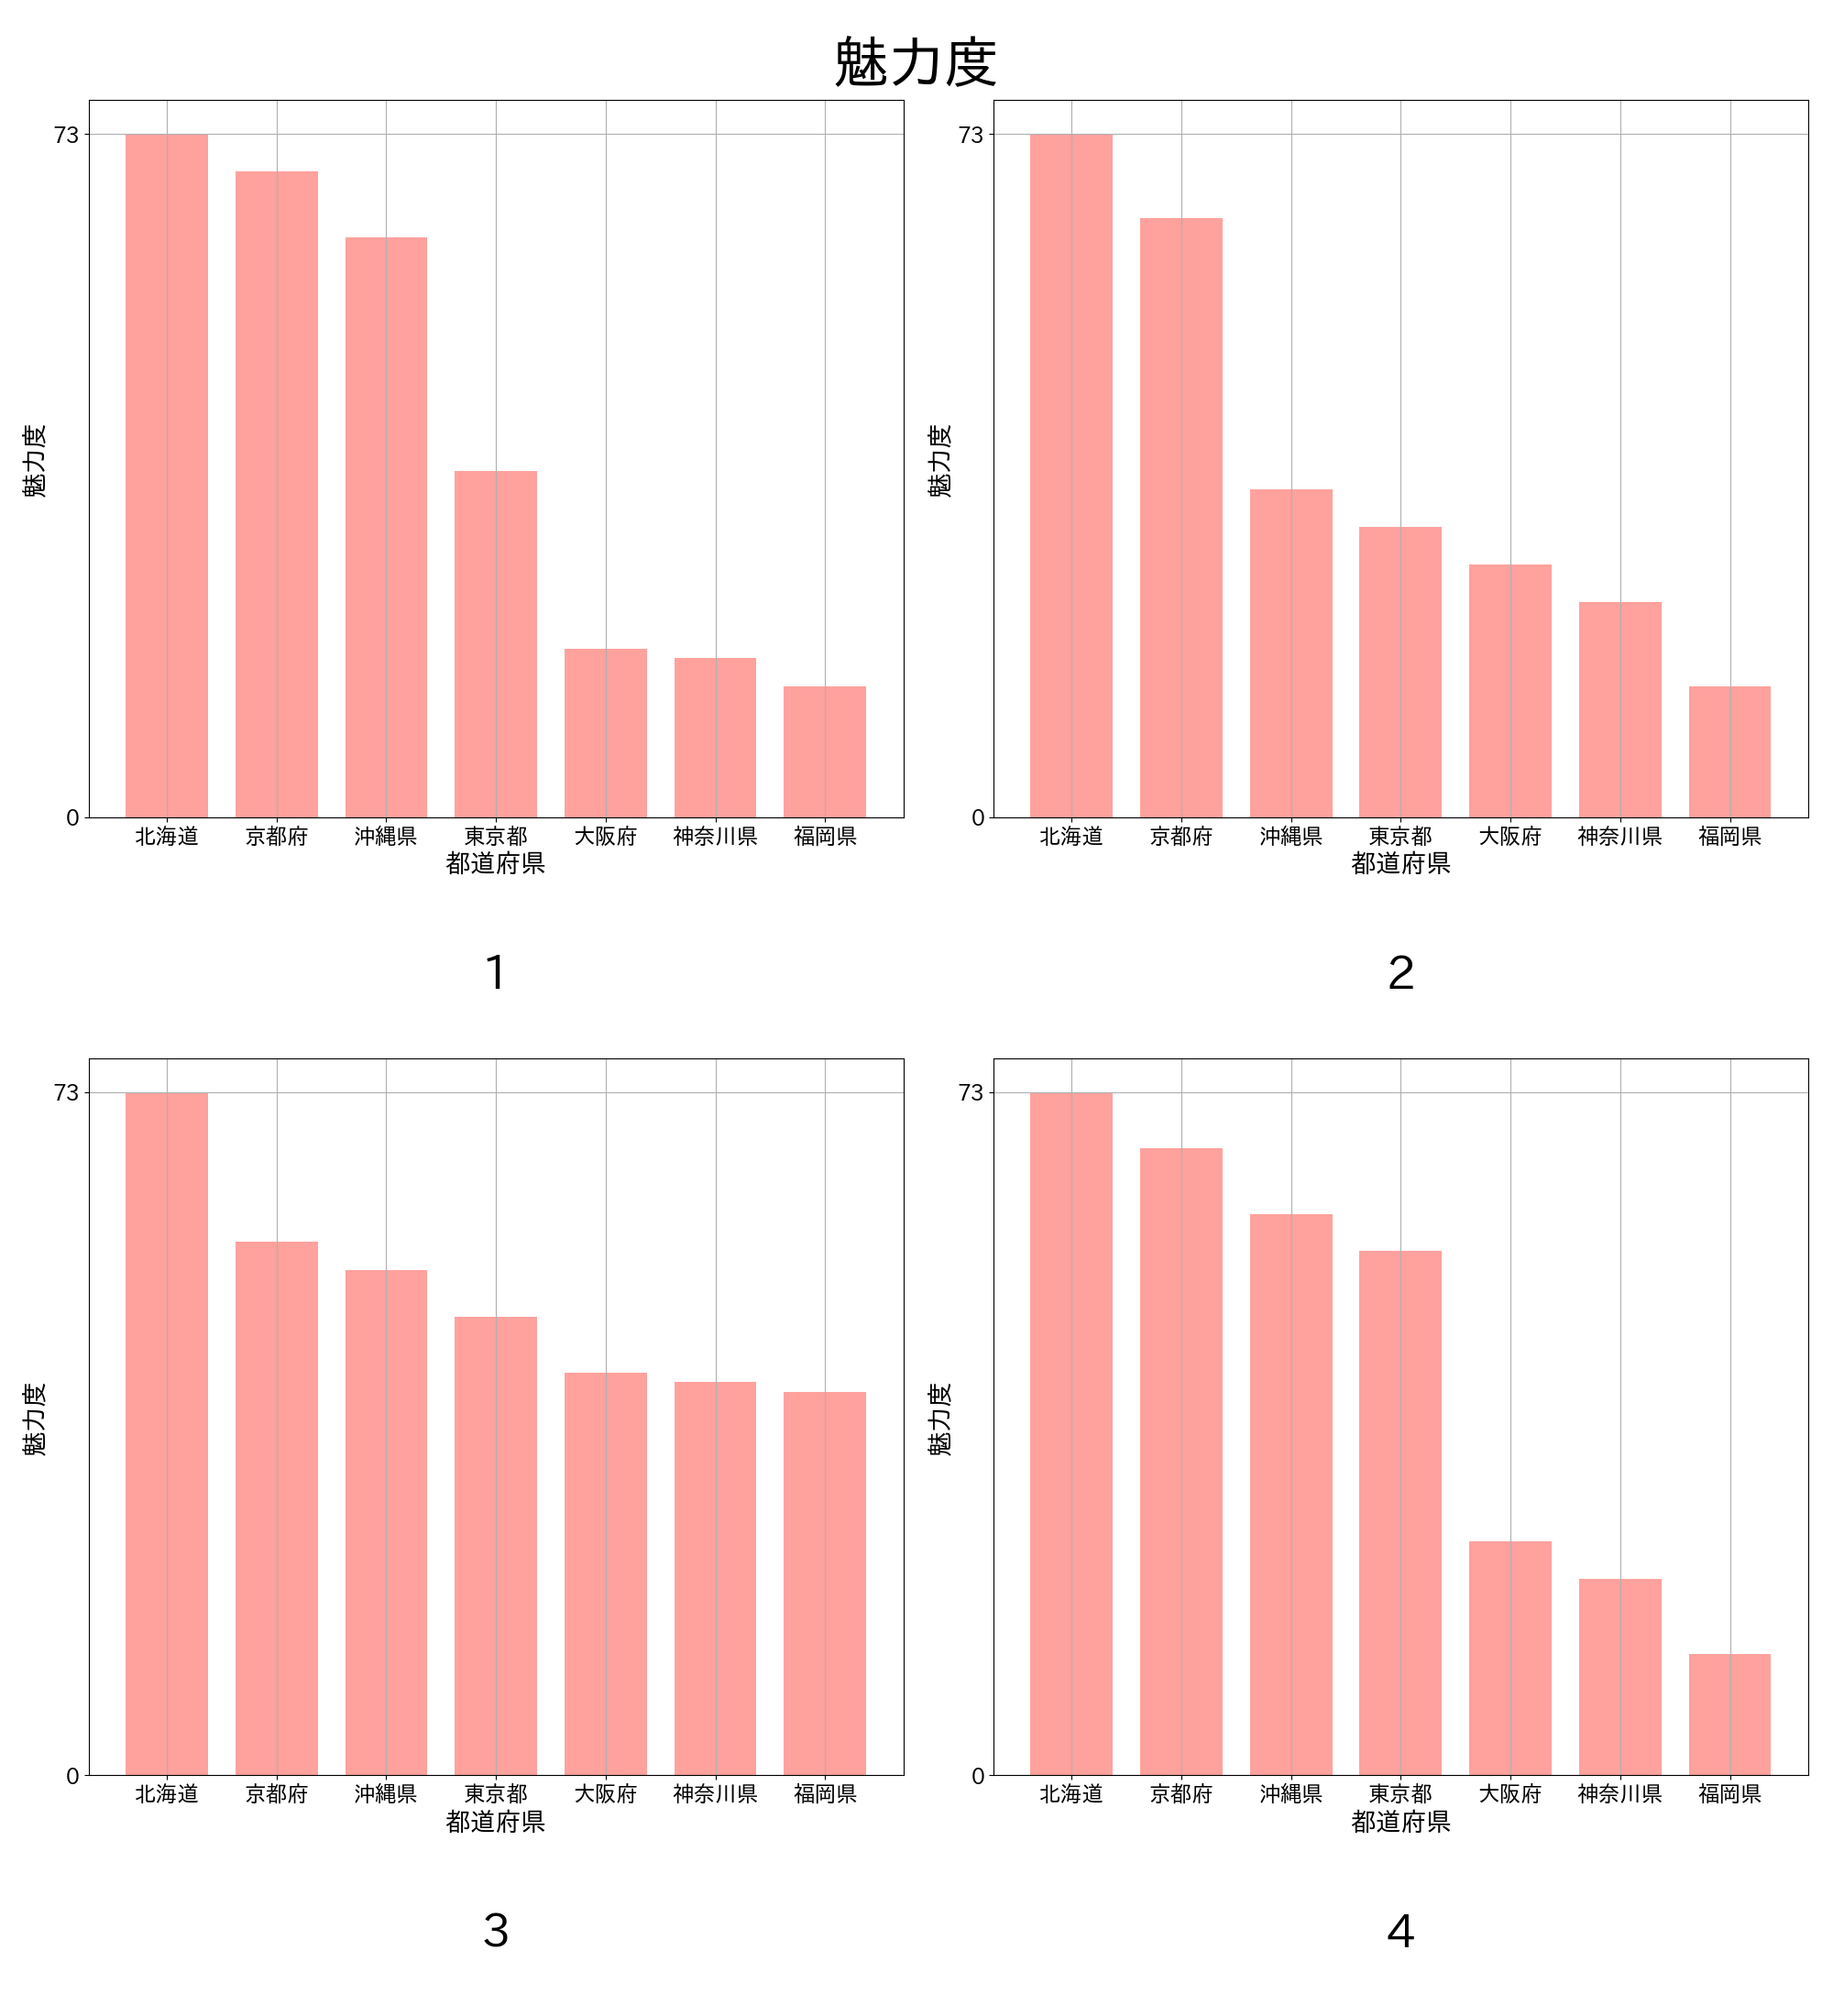 魅力度
73
0
魅力度
北海道 京都府 沖縄県 東京都 大阪府 神奈川県 福岡県
都道府県
1
73
0
魅力度
北海道 京都府 沖縄県 東京都 大阪府 神奈川県 福岡県
都道府県
2
73
0
魅力度
北海道 京都府 沖縄県 東京都 大阪府 神奈川県 福岡県
都道府県
3
73
0
魅力度
北海道 京都府 沖縄県 東京都 大阪府 神奈川県 福岡県
都道府県
4